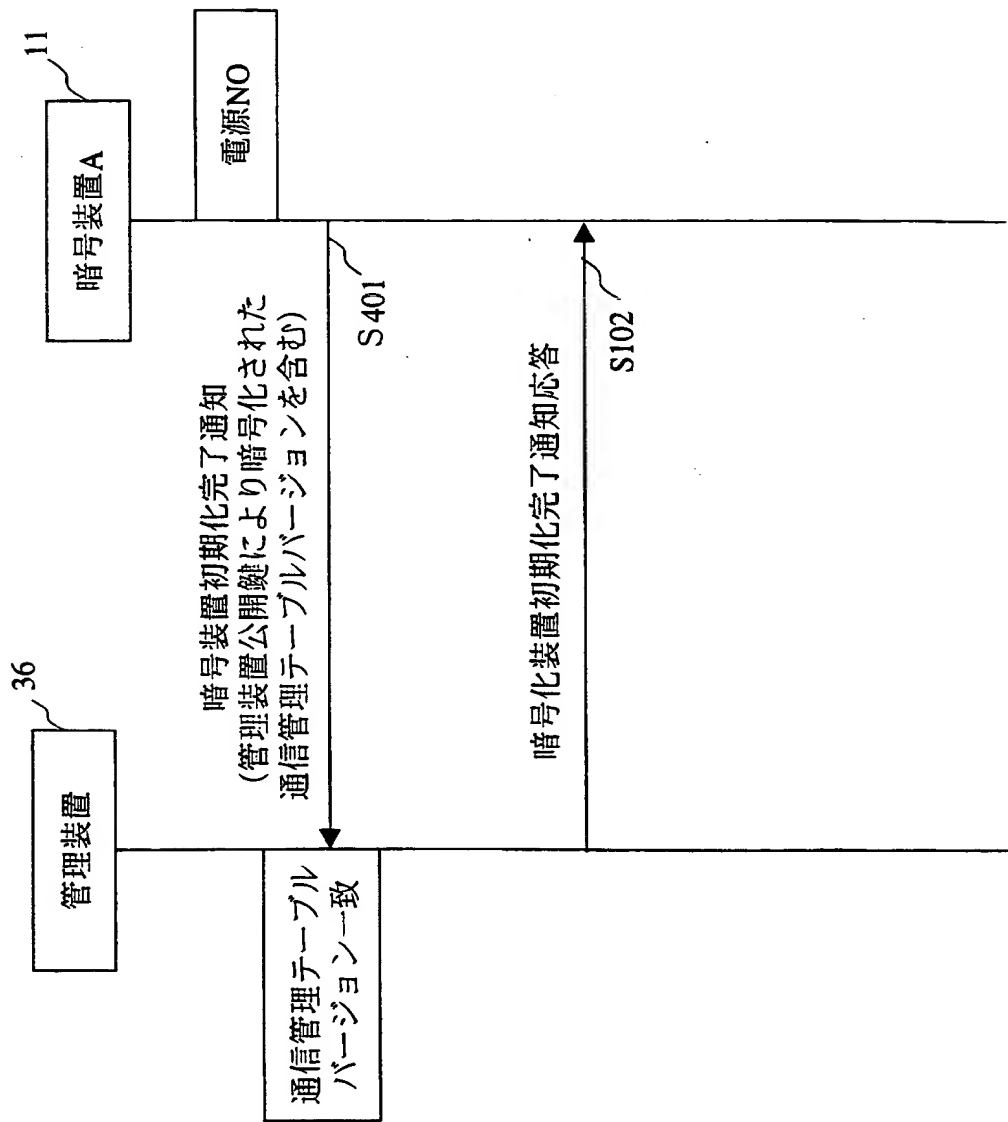 管理装置
36
暗号装置A
11
電源NO
暗号装置初期化完了通知
(管理装置公開鍵により暗号化された
通信管理テーブルバージョンを含む)
S401
通信管理テーブル
バージョン一致
暗号化装置初期化完了通知応答
S102